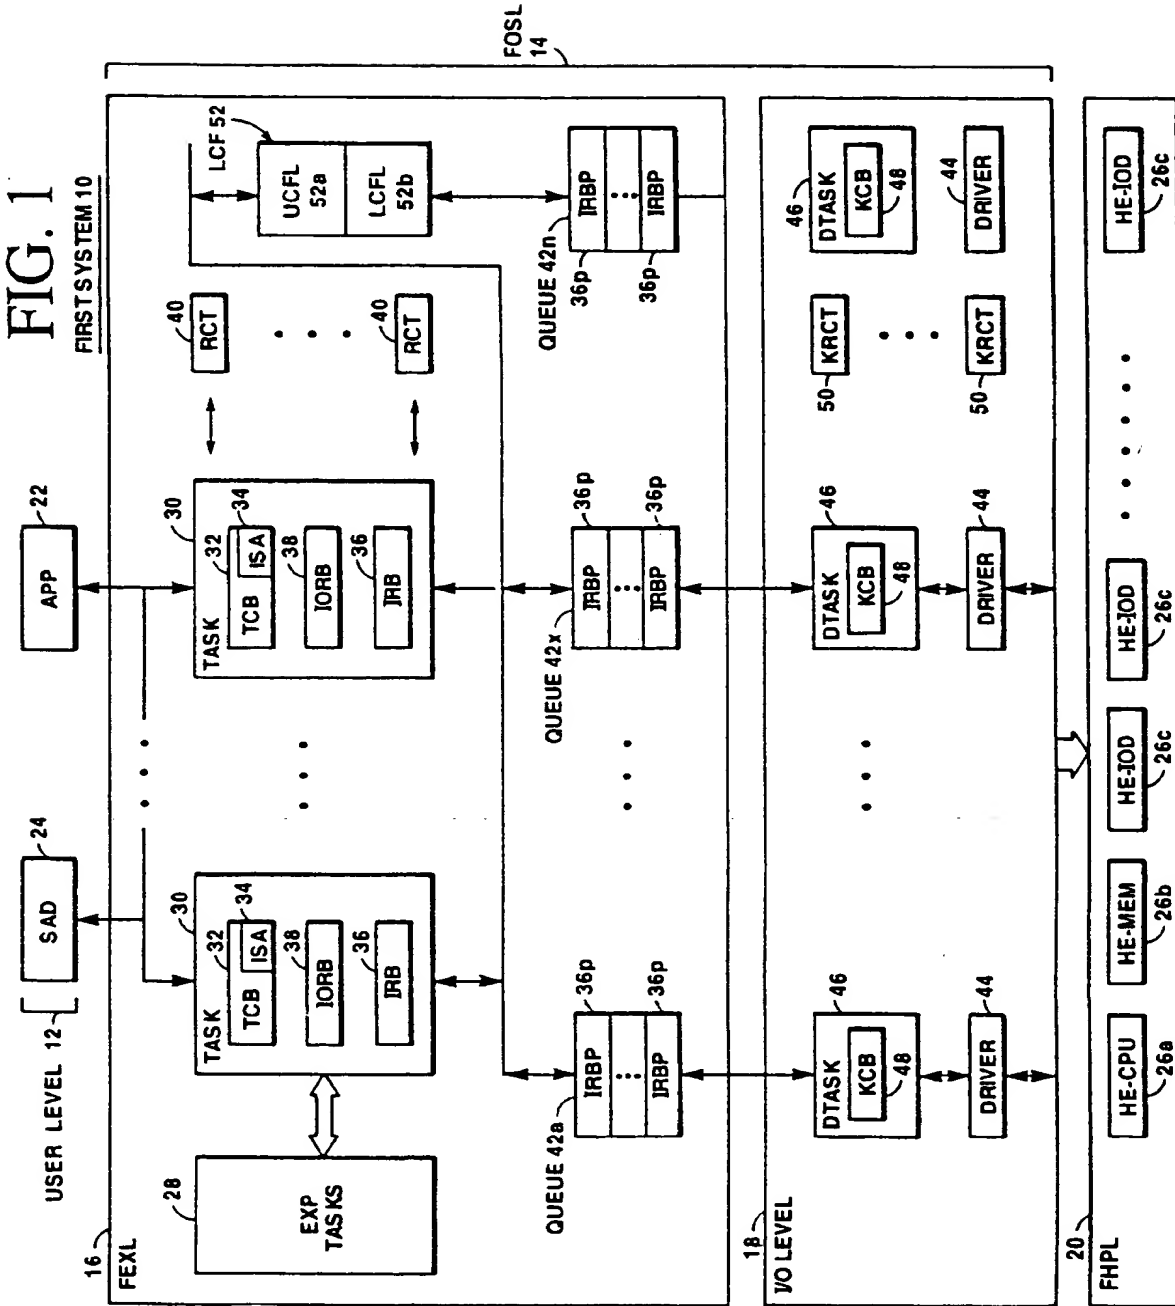 FIG. 1
FIRST SYSTEM 10
USER LEVEL 12
SAD
24
APP
22
FOSL
14
16
FEXL
28
EXP
TASKS
TASK
30
TCB
32
ISA
34
IORB
38
IRB
36
TASK
30
TCB
32
ISA
34
IORB
38
IRB
36
RCT
40
RCT
40
LCF 52
UCFL
52a
LCFL
52b
QUEUE 42a
IRBP
36p
IRBP
36p
QUEUE 42x
IRBP
36p
IRBP
36p
QUEUE 42n
IRBP
36p
IRBP
36p
18
I/O LEVEL
DTASK
46
KCB
48
DRIVER
44
DTASK
46
KCB
48
DRIVER
44
KRCT
50
KRCT
50
DTASK
46
KCB
48
DRIVER
44
20
FHPL
HE-CPU
26a
HE-MEM
26b
HE-IOD
26c
HE-IOD
26c
HE-IOD
26c